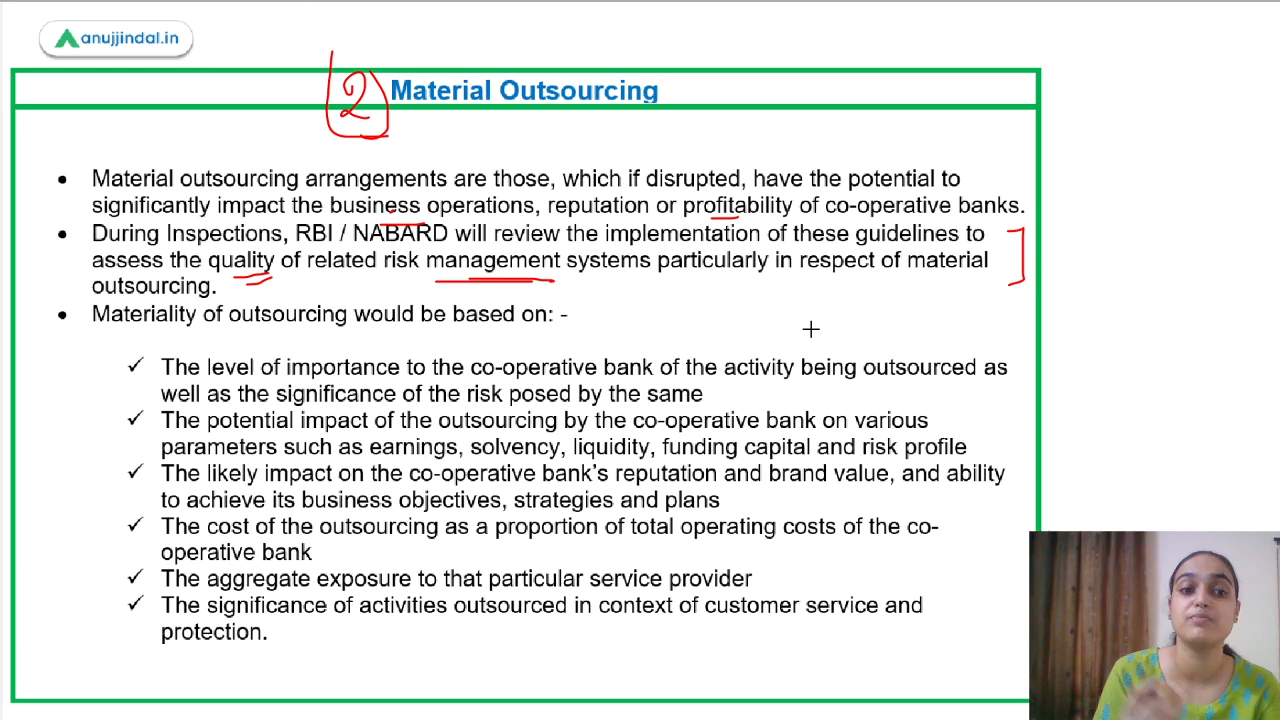 anujjindal.in
2
Material Outsourcing
• Material outsourcing arrangements are those, which if disrupted, have the potential to
significantly impact the business operations, reputation or profitability of co-operative banks.
• During Inspections, RBI / NABARD will review the implementation of these guidelines to
assess the quality of related risk management systems particularly in respect of material
outsourcing.
• Materiality of outsourcing would be based on: -
✓ The level of importance to the co-operative bank of the activity being outsourced as
well as the significance of the risk posed by the same
✓ The potential impact of the outsourcing by the co-operative bank on various
parameters such as earnings, solvency, liquidity, funding capital and risk profile
✓ The likely impact on the co-operative bank's reputation and brand value, and ability
to achieve its business objectives, strategies and plans
✓ The cost of the outsourcing as a proportion of total operating costs of the co-
operative bank
✓ The aggregate exposure to that particular service provider
✓ The significance of activities outsourced in context of customer service and
protection.